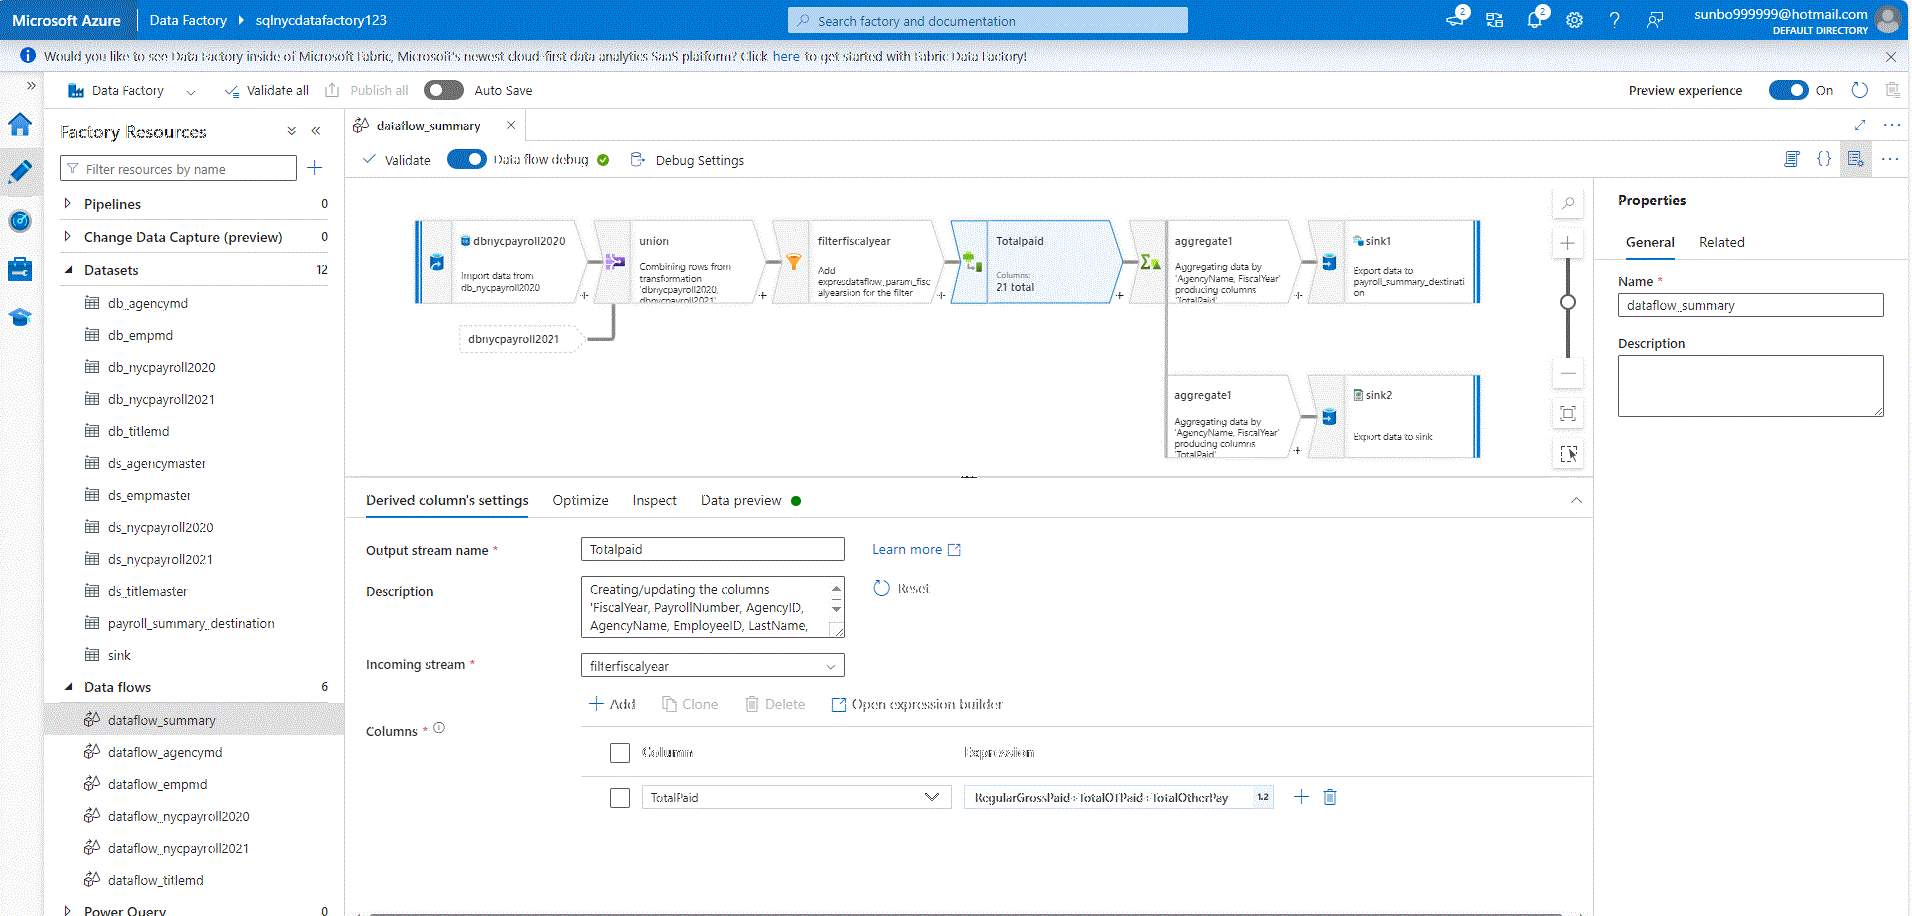 Microsoft Azure
Data Factory
sqlnycdatafactory123
Search factory and documentation
2
2
sunbo999999@hotmail.com
DEFAULT DIRECTORY
Would you like to see Data Factory inside of Microsoft Fabric, Microsoft's newest cloud-first data analytics SaaS platform? Click here to get started with Fabric Data Factory!
Data Factory
Validate all
Publish all
Auto Save
Preview experience
On
Factory Resources
Filter resources by name
Pipelines 0
Change Data Capture (preview) 0
Datasets 12
db_agencymd
db_empmd
db_nycpayroll2020
db_nycpayroll2021
db_titlemd
ds_agencymaster
ds_empmaster
ds_nycpayroll2020
ds_nycpayroll2021
ds_titlemaster
payroll_summary_destination
sink
Data flows 6
dataflow_summary
dataflow_agencymd
dataflow_empmd
dataflow_nycpayroll2020
dataflow_nycpayroll2021
dataflow_titlemd
Power Query 0
dataflow_summary
Validate
Data flow debug
Debug Settings
dbnycpayroll2020
Import data from
db_nycpayroll2020
union
Combining rows from
transformation
'dbnycpayroll2020,
dbnycpayroll2021'
filterfiscalyear
Add
expresdataflow_param_fisc
alyearsion for the filter
Totalpaid
Columns:
21 total
aggregate1
Aggregating data by
'AgencyName, FiscalYear'
producing columns
'TotalPaid'
sink1
Export data to
payroll_summary_destinati
on
dbnycpayroll2021
aggregate1
Aggregating data by
'AgencyName, FiscalYear'
producing columns
'TotalPaid'
sink2
Export data to sink
Derived column's settings
Optimize
Inspect
Data preview
Output stream name *
Totalpaid
Learn more
Description
Creating/updating the columns
'FiscalYear, PayrollNumber, AgencyID,
AgencyName, EmployeeID, LastName,
Reset
Incoming stream *
filterfiscalyear
Add
Clone
Delete
Open expression builder
Columns *
Column
Expression
TotalPaid
RegularGrossPaid+TotalOTPaid+TotalOtherPay
1.2
Properties
General
Related
Name *
dataflow_summary
Description